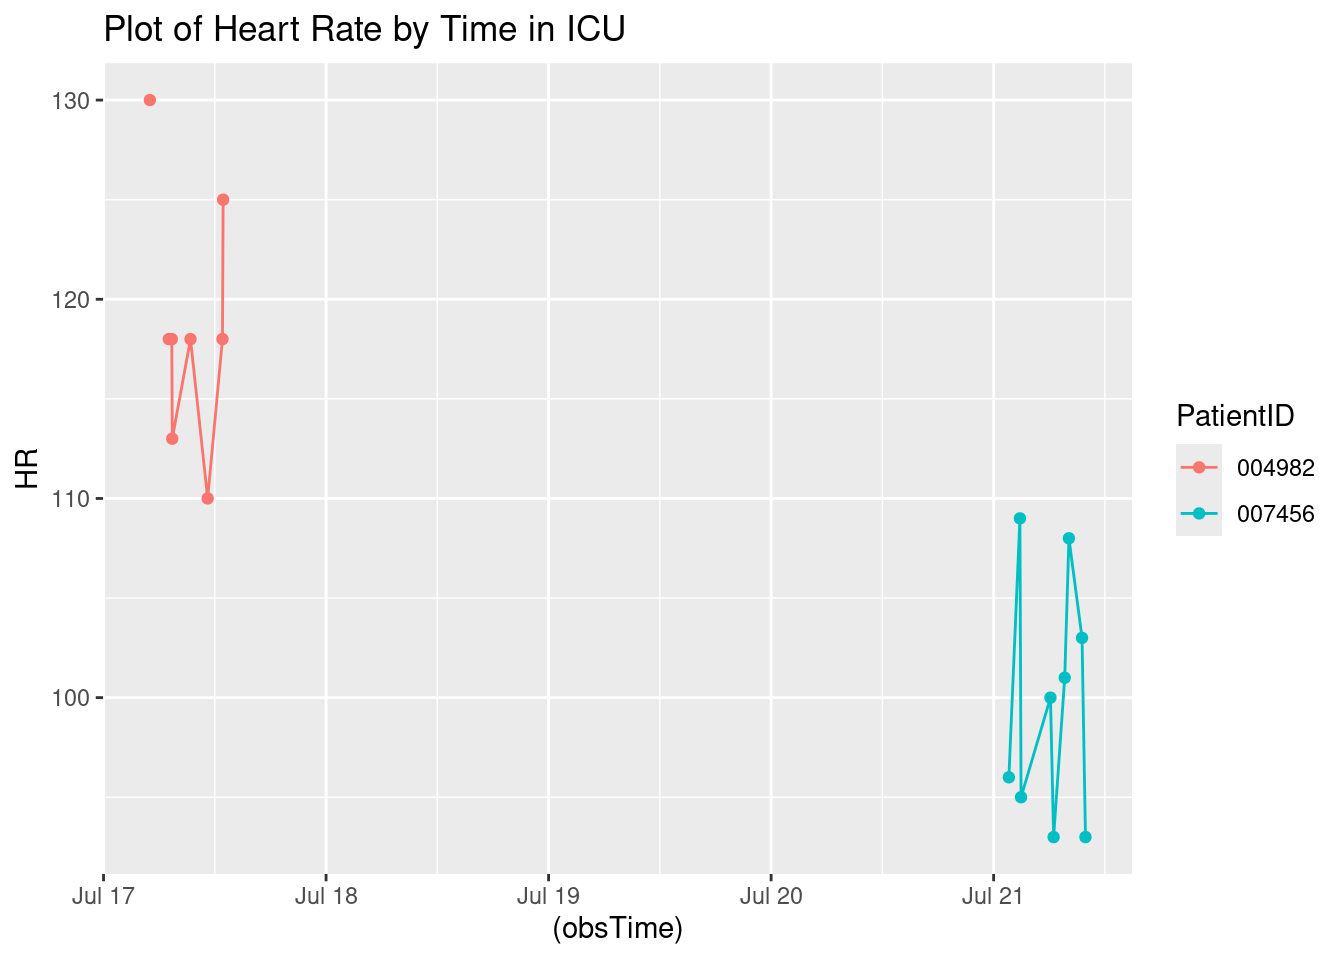 Plot of Heart Rate by Time in ICU
130
120
110
100
HR
Jul 17 Jul 18 Jul 19 Jul 20 Jul 21
(obsTime)
PatientID
004982
007456